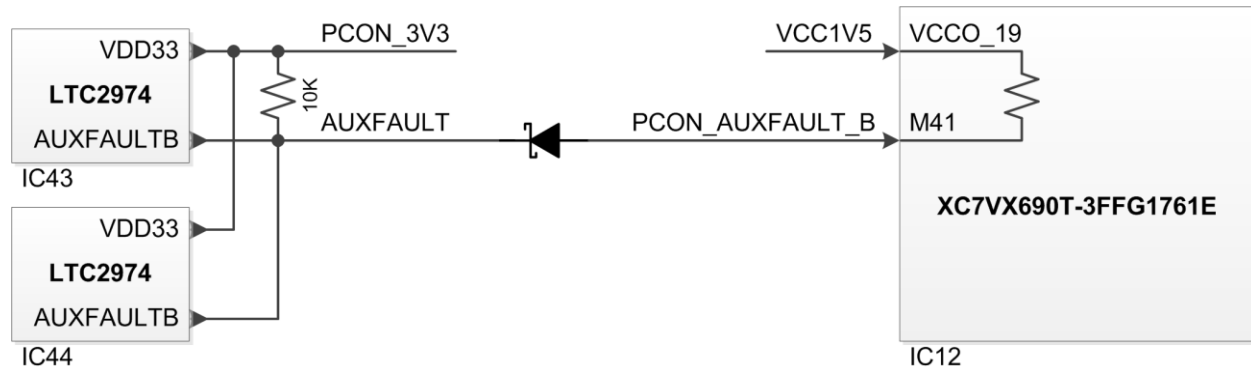 VDD33
LTC2974
AUXFAULTB
IC43
VDD33
LTC2974
AUXFAULTB
IC44
PCON_3V3
10K
AUXFAULT
PCON_AUXFAULT_B
VCC1V5
VCCO_19
M41
XC7VX690T-3FFG1761E
IC12